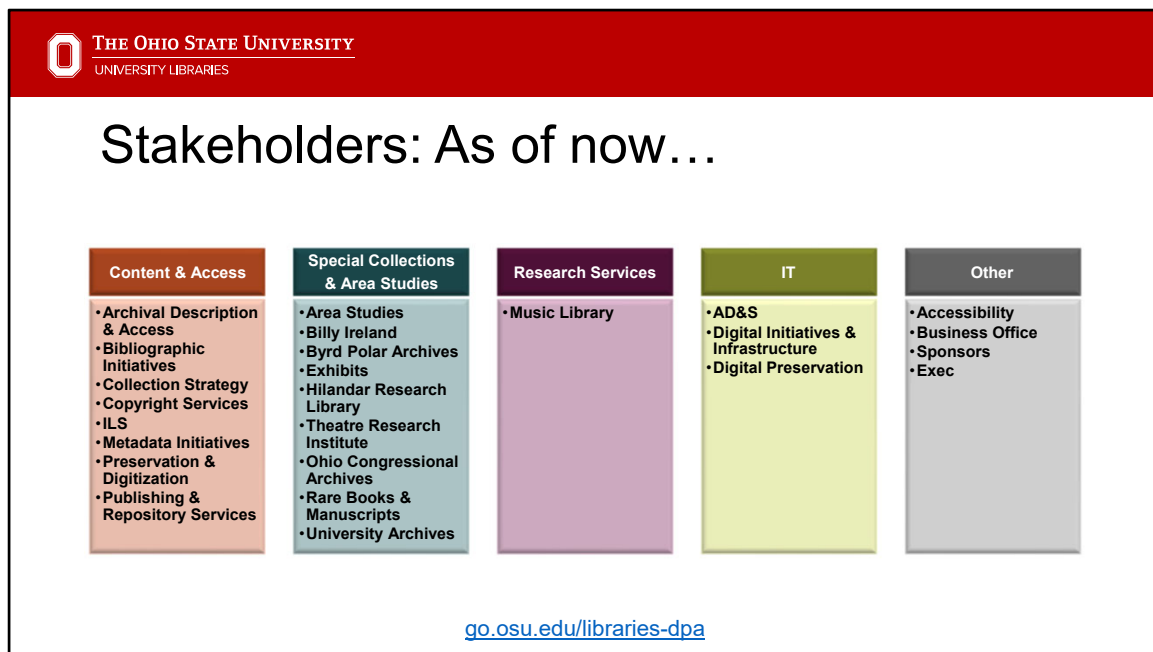 THE OHIO STATE UNIVERSITY
UNIVERSITY LIBRARIES
Stakeholders: As of now…
Content & Access
•Archival Description
& Access
•Bibliographic
Initiatives
•Collection Strategy
•Copyright Services
•ILS
•Metadata Initiatives
•Preservation &
Digitization
•Publishing &
Repository Services
Special Collections
& Area Studies
•Area Studies
•Billy Ireland
•Byrd Polar Archives
•Exhibits
•Hilandar Research
Library
•Theatre Research
Institute
•Ohio Congressional
Archives
•Rare Books &
Manuscripts
•University Archives
Research Services
•Music Library
IT
•AD&S
•Digital Initiatives &
Infrastructure
•Digital Preservation
Other
•Accessibility
•Business Office
•Sponsors
•Exec
go.osu.edu/libraries-dpa